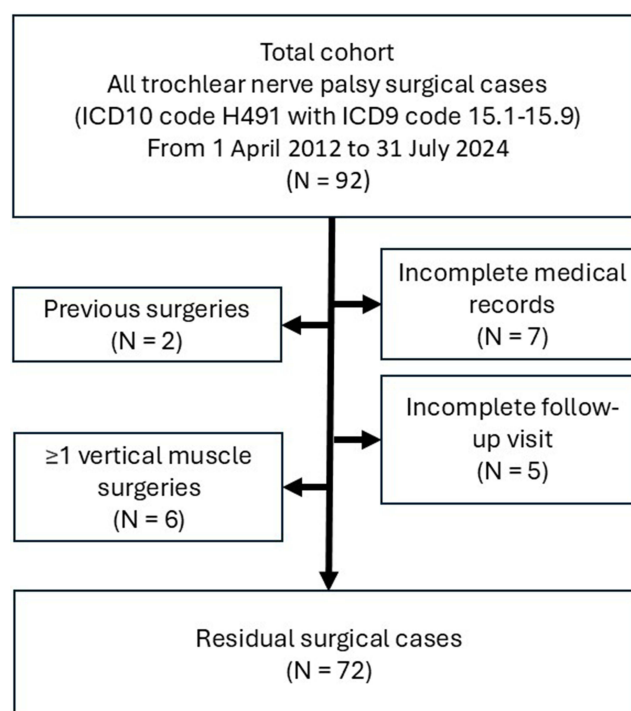 Total cohort
All trochlear nerve palsy surgical cases
(ICD10 code H491 with ICD9 code 15.1-15.9)
From 1 April 2012 to 31 July 2024
(N = 92)
Incomplete medical
records
(N = 7)
Previous surgeries
(N = 2)
Incomplete follow-
up visit
(N = 5)
≥1 vertical muscle
surgeries
(N = 6)
Residual surgical cases
(N = 72)